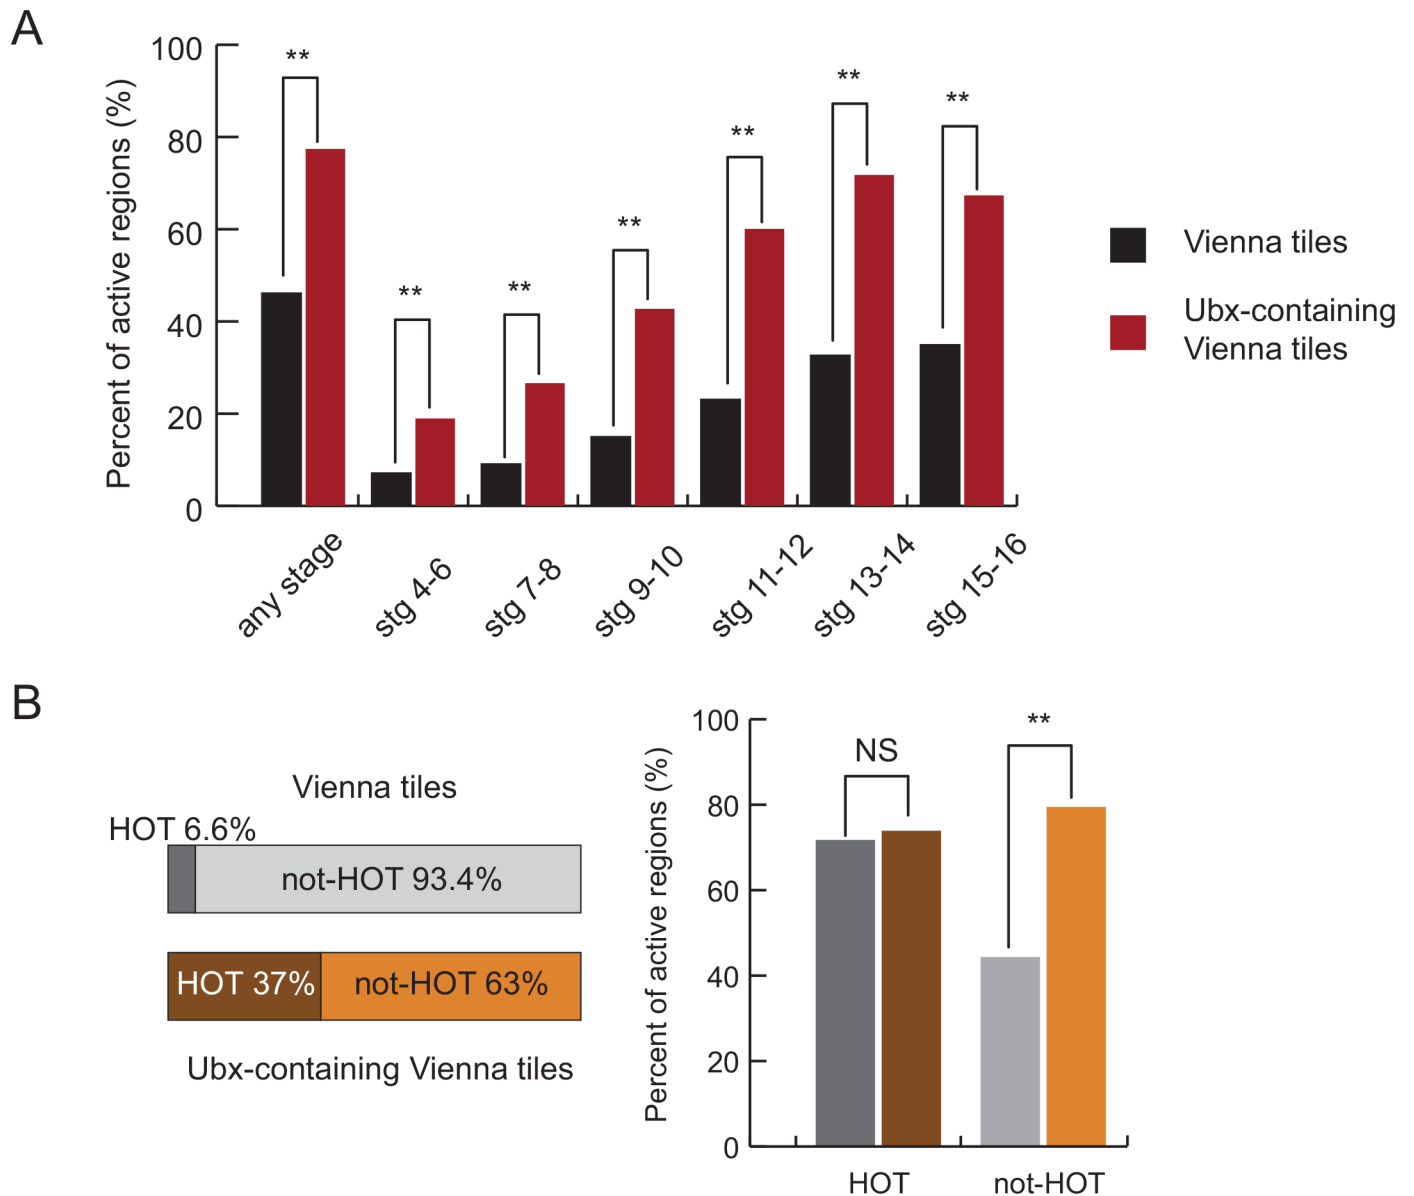 A
Percent of active regions (%)
100
80
60
40
20
0
**
**
**
**
**
**
**
any stage
stg 4-6
stg 7-8
stg 9-10
stg 11-12
stg 13-14
stg 15-16
Vienna tiles
Ubx-containing
Vienna tiles
B
Vienna tiles
HOT 6.6%
not-HOT 93.4%
HOT 37%
not-HOT 63%
Ubx-containing Vienna tiles
Percent of active regions (%)
100
80
60
40
20
0
NS
**
HOT
not-HOT